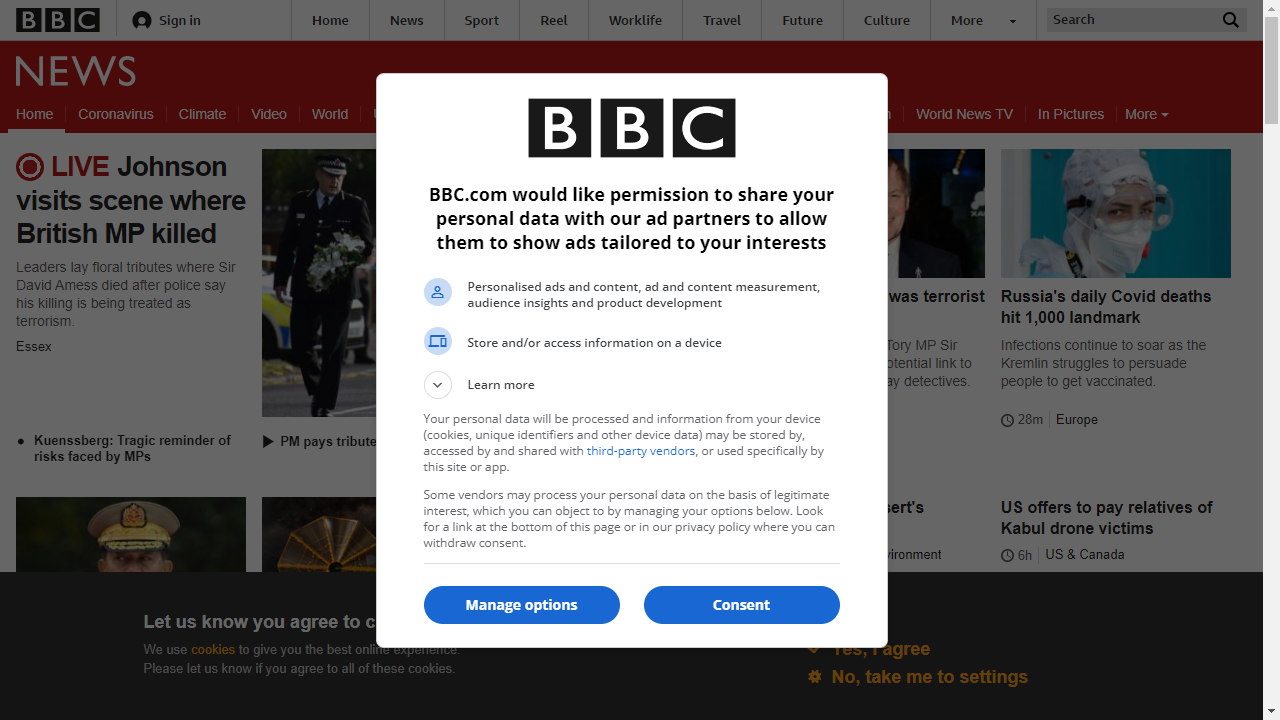 BBC
Sign in
Home
News
Sport
Reel
Worklife
Travel
Future
Culture
More
Search
NEWS
Home
Coronavirus
Climate
Video
World
World News TV
In Pictures
More
LIVE Johnson
visits scene where
British MP killed
Leaders lay floral tributes where Sir
David Amess died after police say
his killing is being treated as
terrorism.
Essex
Kuenssberg: Tragic reminder of
risks faced by MPs
PM pays tribute
BBC
BBC.com would like permission to share your
personal data with our ad partners to allow
them to show ads tailored to your interests
Personalised ads and content, ad and content measurement,
audience insights and product development
Store and/or access information on a device
Learn more
Your personal data will be processed and information from your device
(cookies, unique identifiers and other device data) may be stored by,
accessed by and shared with third-party vendors, or used specifically by
this site or app.
Some vendors may process your personal data on the basis of legitimate
interest, which you can object to by managing your options below. Look
for a link at the bottom of this page or in our privacy policy where you can
withdraw consent.
Manage options
Consent
was terrorist
Tory MP Sir
potential link to
detectives.
Russia's daily Covid deaths
hit 1,000 landmark
Infections continue to soar as the
Kremlin struggles to persuade
people to get vaccinated.
28m
Europe
US offers to pay relatives of
Kabul drone victims
6h
US & Canada
Let us know you agree to
We use cookies to give you the best online experience.
Please let us know if you agree to all of these cookies.
Yes, I agree
No, take me to settings